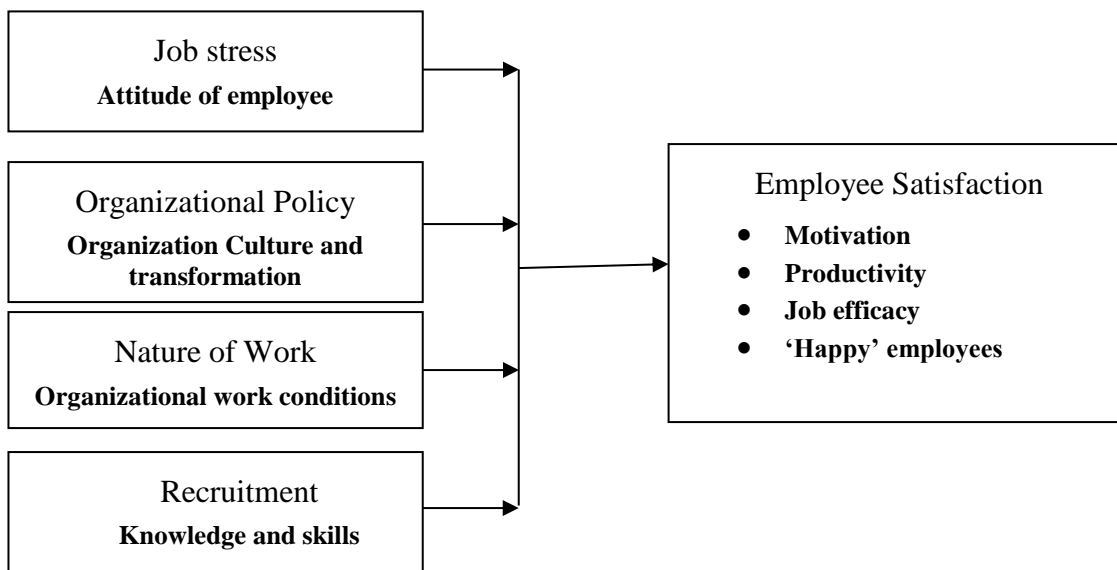 Job stress
Attitude of employee
Organizational Policy
Organization Culture and
transformation
Nature of Work
Organizational work conditions
Recruitment
Knowledge and skills
Employee Satisfaction
● Motivation
● Productivity
● Job efficacy
● ‘Happy’ employees